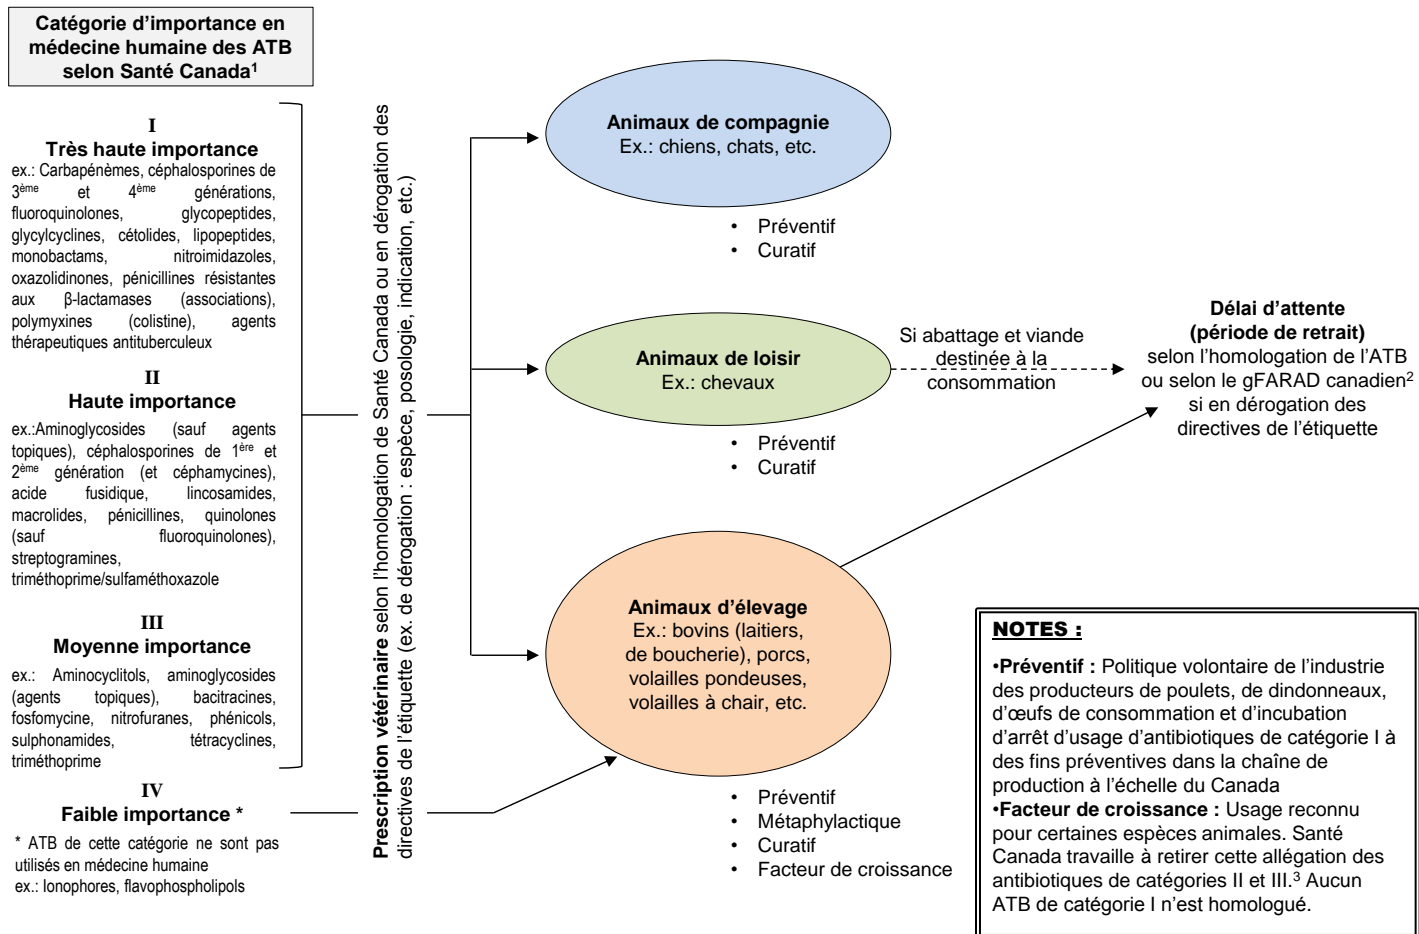 Catégorie d’importance en
médecine humaine des ATB
selon Santé Canada¹
I
Très haute importance
ex.: Carbapénèmes, céphalosporines de
3ème et 4ème générations,
fluoroquinolones, glycopeptides,
glycylcyclines, cétolides, lipopeptides,
monobactams, nitroimidazoles,
oxazolidinones, pénicillines résistantes
aux β-lactamases (associations),
polymyxines (colistine), agents
thérapeutiques antituberculeux
II
Haute importance
ex.:Aminoglycosides (sauf agents
topiques), céphalosporines de 1ère et
2ème génération (et céphamycines),
acide fusidique, lincosamides,
macrolides, pénicillines, quinolones
(sauf fluoroquinolones),
streptogramines,
triméthoprime/sulfaméthoxazole
III
Moyenne importance
ex.: Aminocyclitols, aminoglycosides
(agents topiques), bacitracines,
fosfomycine, nitrofuranes, phénicols,
sulphonamides, tétracyclines,
triméthoprime
IV
Faible importance *
* ATB de cette catégorie ne sont pas
utilisés en médecine humaine
ex.: Ionophores, flavophospholipols
Prescription vétérinaire selon l’homologation de Santé Canada ou en dérogation des
directives de l’étiquette (ex. de dérogation : espèce, posologie, indication, etc.)
Animaux de compagnie
Ex.: chiens, chats, etc.
• Préventif
• Curatif
Animaux de loisir
Ex.: chevaux
• Préventif
• Curatif
Si abattage et viande
destinée à la
consommation
Délai d’attente
(période de retrait)
selon l’homologation de l’ATB
ou selon le gFARAD canadien²
si en dérogation des
directives de l’étiquette
Animaux d’élevage
Ex.: bovins (laitiers,
de boucherie), porcs,
volailles pondeuses,
volailles à chair, etc.
• Préventif
• Métaphylactique
• Curatif
• Facteur de croissance
NOTES :
•Préventif : Politique volontaire de l’industrie
des producteurs de poulets, de dindonneaux,
d’œufs de consommation et d’incubation
d’arrêt d’usage d’antibiotiques de catégorie I à
des fins préventives dans la chaîne de
production à l’échelle du Canada
•Facteur de croissance : Usage reconnu
pour certaines espèces animales. Santé
Canada travaille à retirer cette allégation des
antibiotiques de catégories II et III.³ Aucun
ATB de catégorie I n’est homologué.